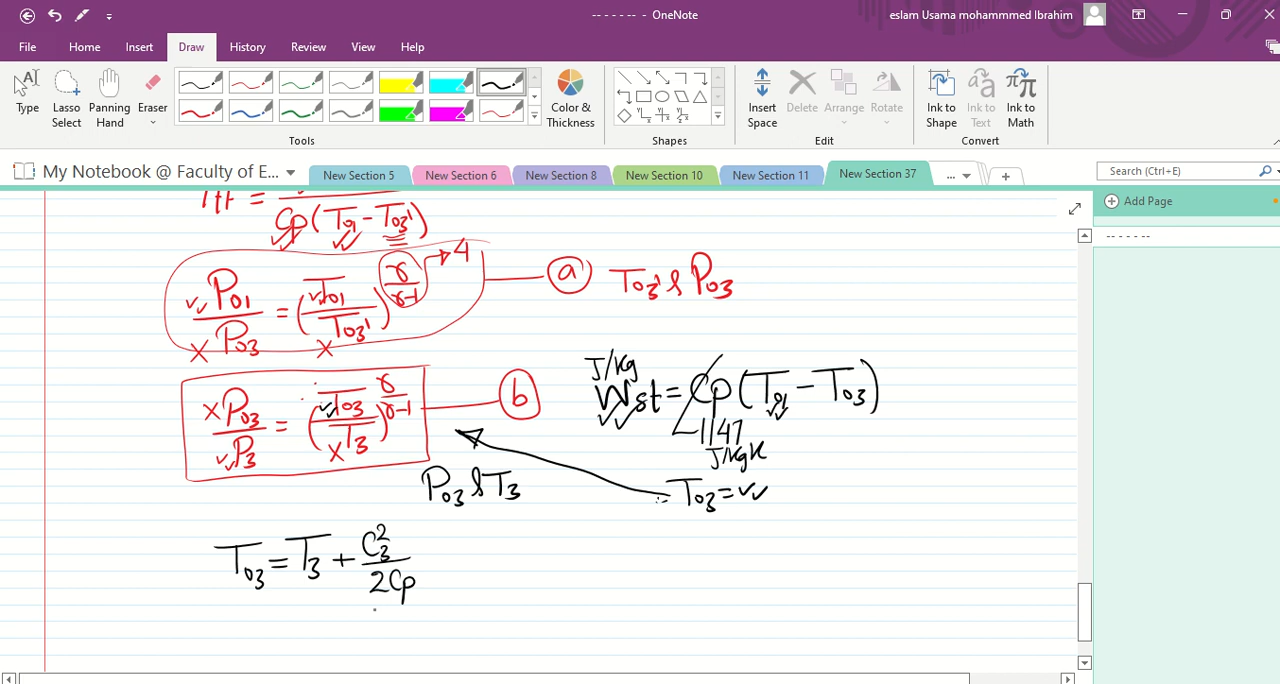 - - - - - - - OneNote
eslam Usama mohammmed Ibrahim
File Home Insert Draw History Review View Help
Type
Lasso Select
Panning Hand
Eraser
Color & Thickness
Insert Space
Delete
Arrange
Rotate
Ink to Shape
Ink to Text
Ink to Math
Tools
Shapes
Edit
Convert
My Notebook @ Faculty of E...
New Section 5
New Section 6
New Section 8
New Section 10
New Section 11
New Section 37
...
Search (Ctrl+E)
Add Page
- - - - - -
= Cp(T01 - T03')
P01/P03 = (T01/T03')^(γ/γ-1) → 4
a T03' & P03
P03/P3 = (T03/T3)^(γ/γ-1)
b
J/Kg
Wst = Cp(T01 - T03)
1147
J/KgK
P03 & T3
T03 = ✓✓
T03 = T3 + C3²/2Cp